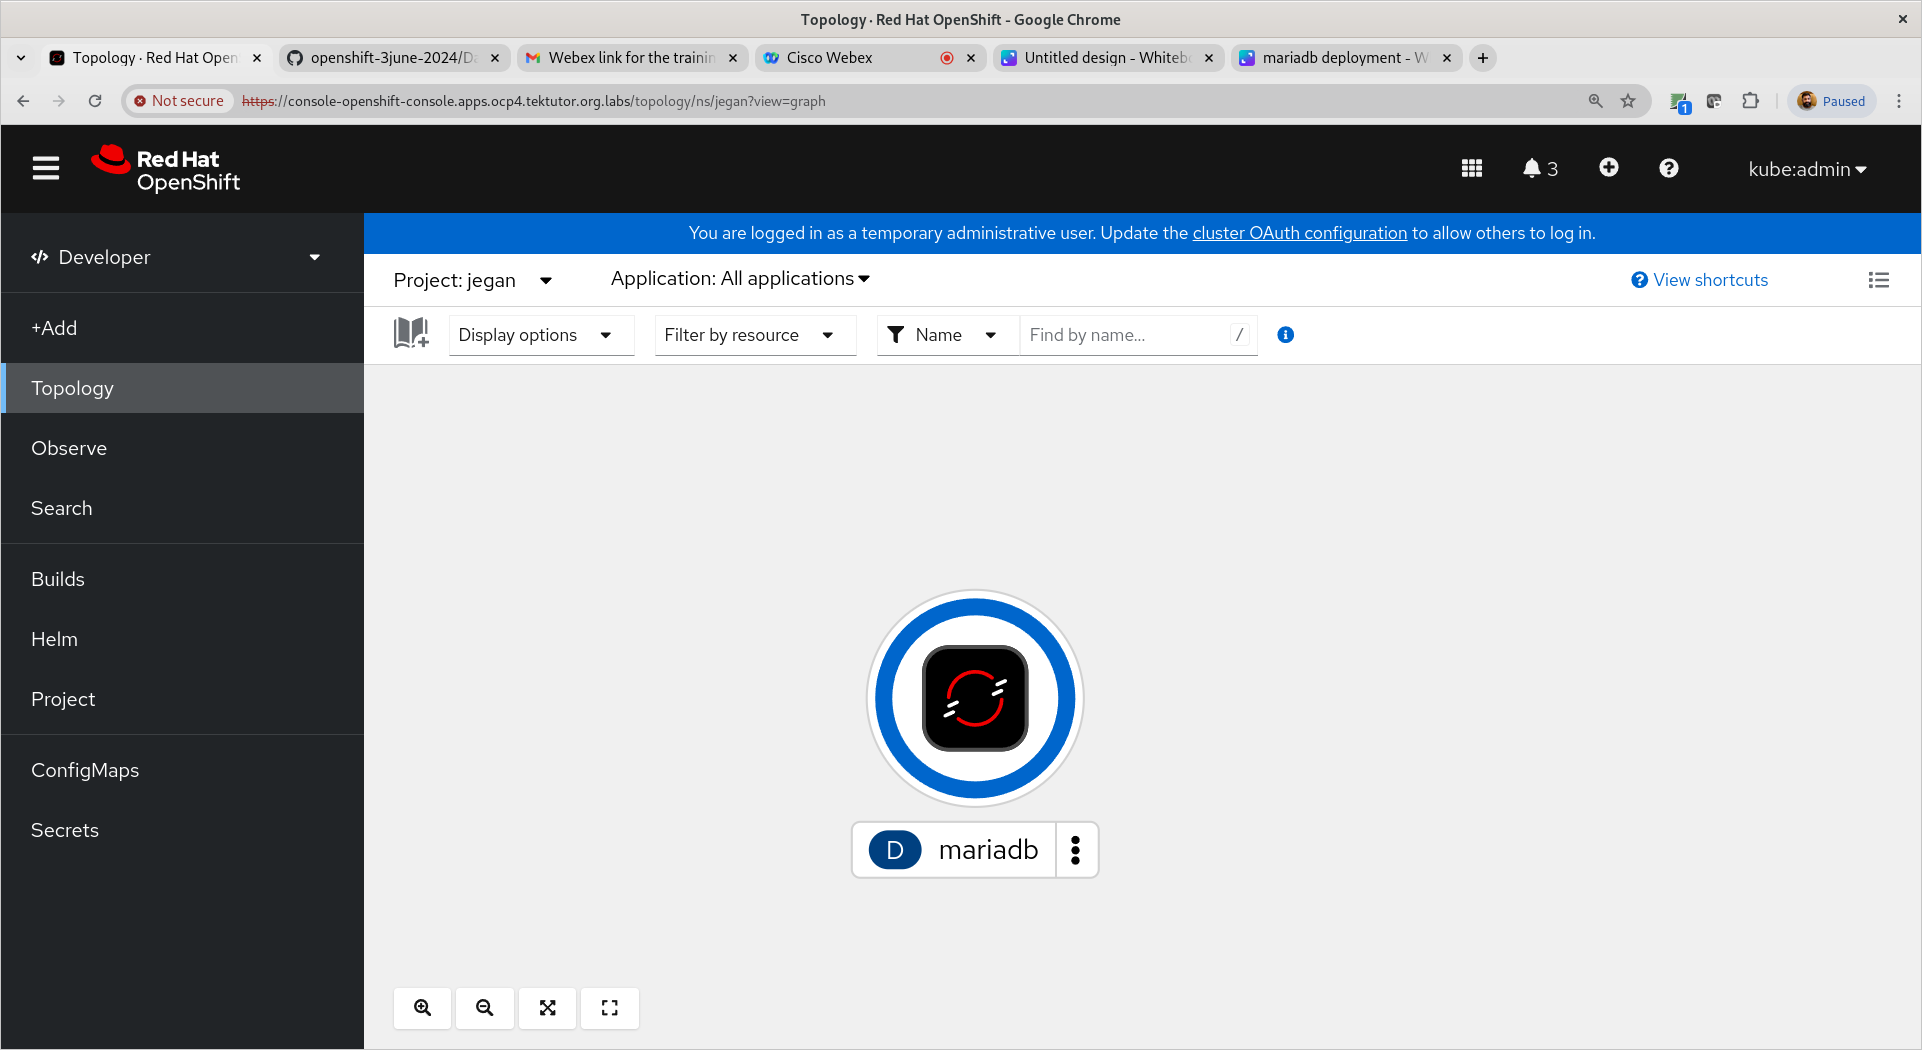 Topology · Red Hat OpenShift - Google Chrome
Topology · Red Hat Open
openshift-3june-2024/Da
Webex link for the trainin
Cisco Webex
Untitled design - Whitebo
mariadb deployment - W
Not secure
https://console-openshift-console.apps.ocp4.tektutor.org.labs/topology/ns/jegan?view=graph
1
Paused
Red Hat
OpenShift
3
kube:admin
Developer
You are logged in as a temporary administrative user. Update the cluster OAuth configuration to allow others to log in.
Project: jegan
Application: All applications
View shortcuts
+Add
Display options
Filter by resource
Name
Find by name...
/
Topology
Observe
Search
Builds
Helm
Project
ConfigMaps
Secrets
D mariadb